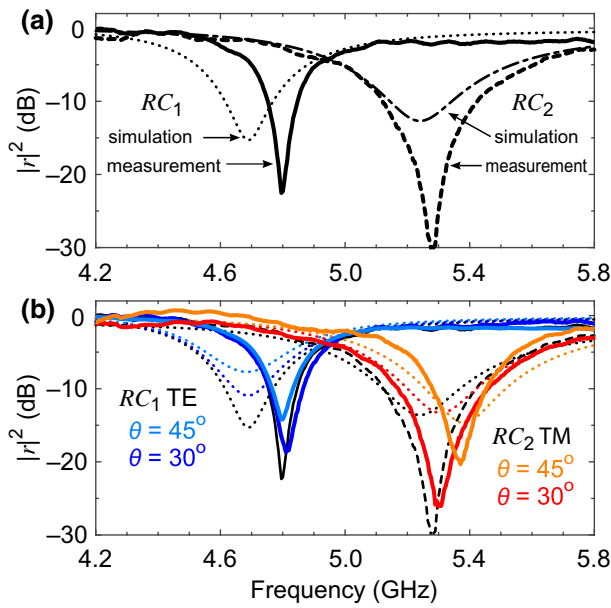 (a)
0
−10
−20
−30
|r|² (dB)
RC₁
simulation
measurement
RC₂
simulation
measurement
4.2 4.6 5.0 5.4 5.8
(b)
0
−10
−20
−30
|r|² (dB)
RC₁ TE
θ = 45°
θ = 30°
RC₂ TM
θ = 45°
θ = 30°
4.2 4.6 5.0 5.4 5.8
Frequency (GHz)